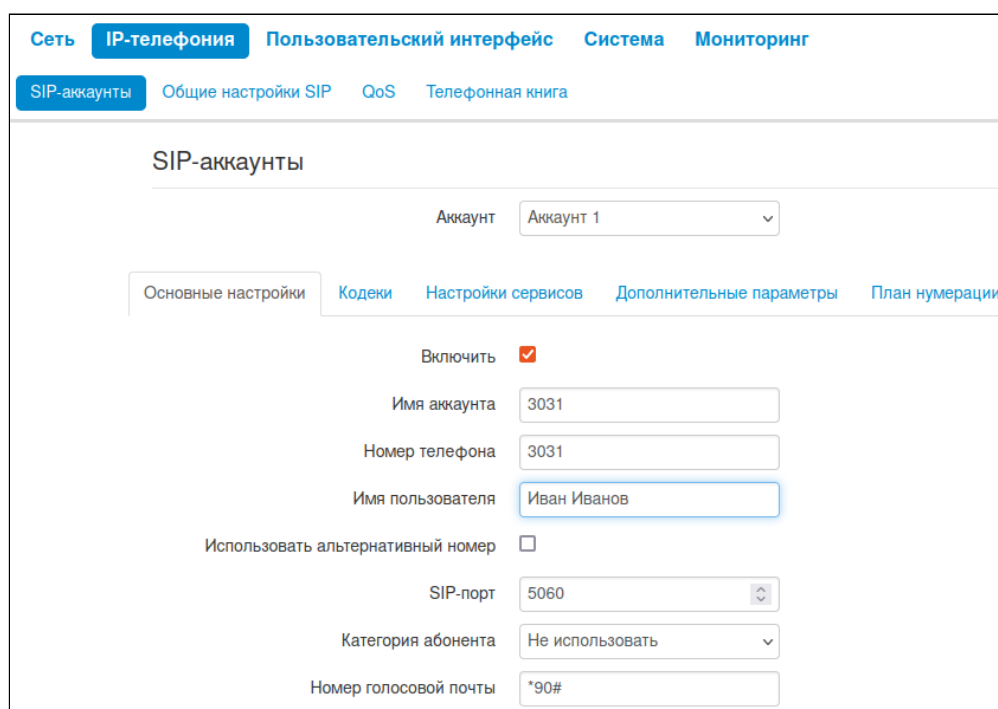 Сеть IP-телефония Пользовательский интерфейс Система Мониторинг
SIP-аккаунты Общие настройки SIP QoS Телефонная книга
SIP-аккаунты
Аккаунт Аккаунт 1
Основные настройки Кодеки Настройки сервисов Дополнительные параметры План нумерации
Включить
Имя аккаунта 3031
Номер телефона 3031
Имя пользователя Иван Иванов
Использовать альтернативный номер
SIP-порт 5060
Категория абонента Не использовать
Номер голосовой почты *90#